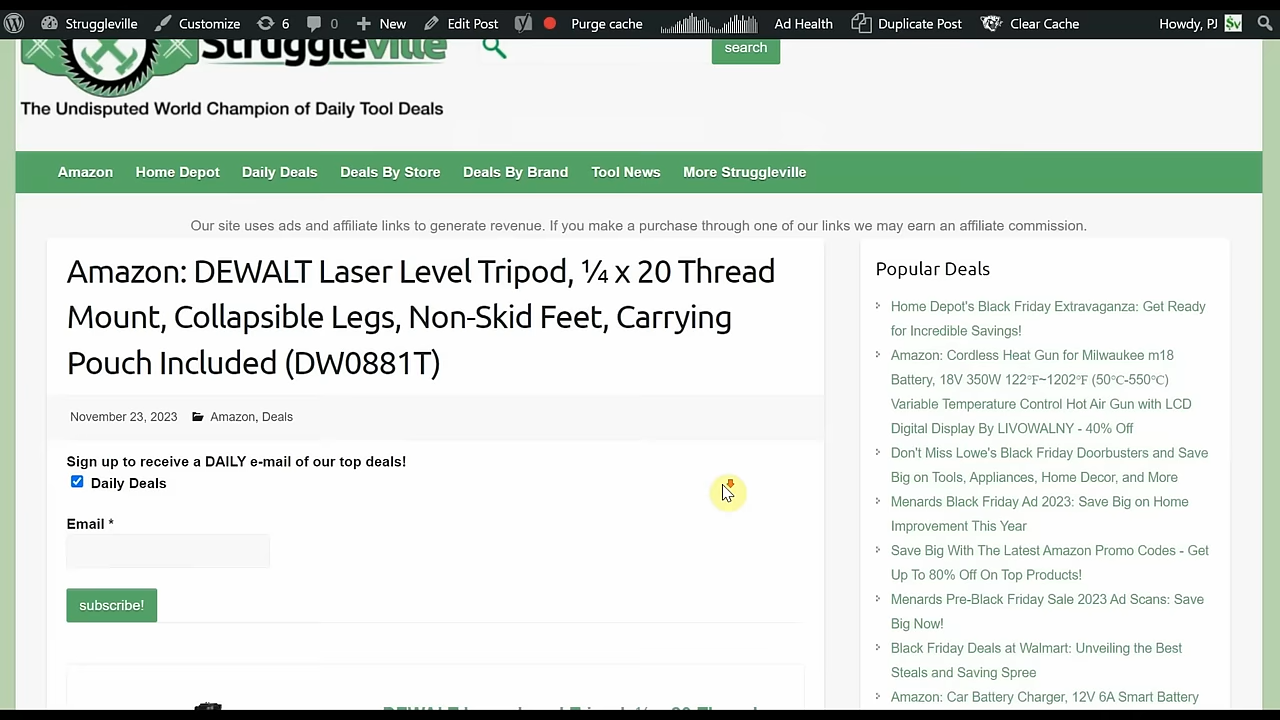 Struggleville Customize 6 0 New Edit Post Purge cache Ad Health Duplicate Post Clear Cache Howdy, PJ
Struggleville
search
The Undisputed World Champion of Daily Tool Deals
Amazon Home Depot Daily Deals Deals By Store Deals By Brand Tool News More Struggleville
Our site uses ads and affiliate links to generate revenue. If you make a purchase through one of our links we may earn an affiliate commission.
Amazon: DEWALT Laser Level Tripod, ¼ x 20 Thread
Mount, Collapsible Legs, Non-Skid Feet, Carrying
Pouch Included (DW0881T)
November 23, 2023 Amazon, Deals
Sign up to receive a DAILY e-mail of our top deals!
Daily Deals
Email *
subscribe!
Popular Deals
Home Depot's Black Friday Extravaganza: Get Ready
for Incredible Savings!
Amazon: Cordless Heat Gun for Milwaukee m18
Battery, 18V 350W 122℉~1202℉ (50℃-550℃)
Variable Temperature Control Hot Air Gun with LCD
Digital Display By LIVOWALNY - 40% Off
Don't Miss Lowe's Black Friday Doorbusters and Save
Big on Tools, Appliances, Home Decor, and More
Menards Black Friday Ad 2023: Save Big on Home
Improvement This Year
Save Big With The Latest Amazon Promo Codes - Get
Up To 80% Off On Top Products!
Menards Pre-Black Friday Sale 2023 Ad Scans: Save
Big Now!
Black Friday Deals at Walmart: Unveiling the Best
Steals and Saving Spree
Amazon: Car Battery Charger, 12V 6A Smart Battery